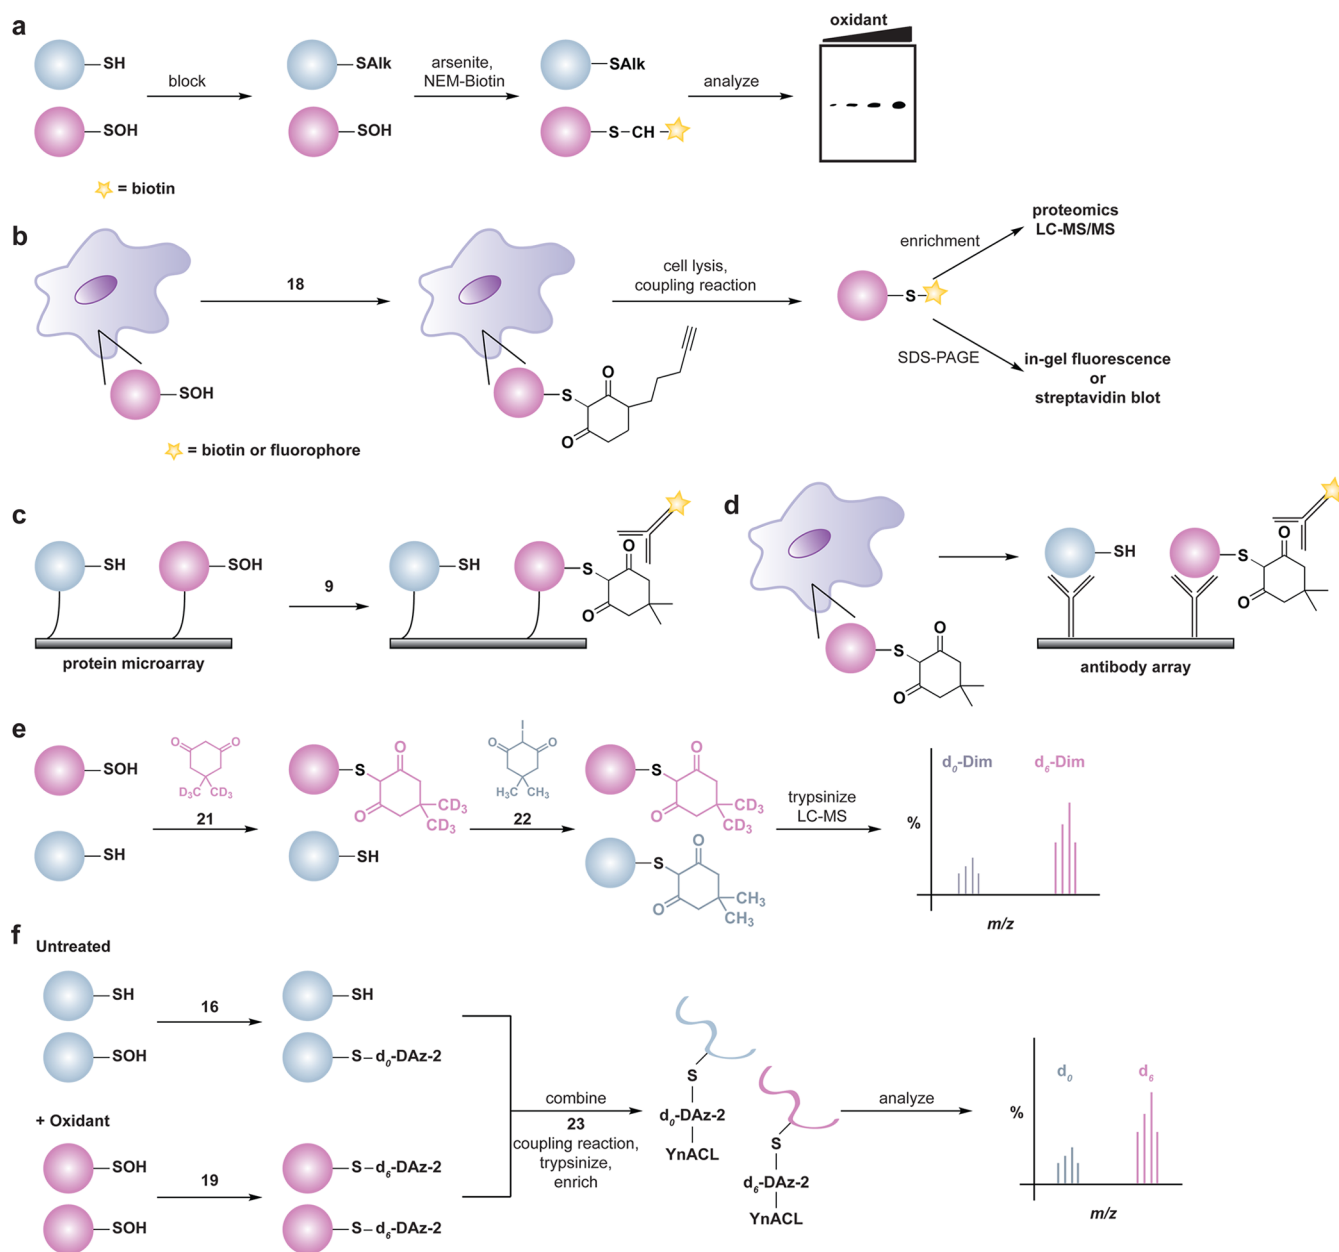 a
SH
SOH
block
SAlk
SOH
arsenite,
NEM-Biotin
SAlk
S–CH
analyze
oxidant
= biotin
b
SOH
18
S
O
O
cell lysis,
coupling reaction
S
enrichment
proteomics
LC-MS/MS
SDS-PAGE
in-gel fluorescence
or
streptavidin blot
= biotin or fluorophore
c
SH
SOH
protein microarray
9
SH
S
O
O
d
S
O
O
SH
S
O
O
antibody array
e
SOH
SH
O
O
D3C
CD3
21
S
O
O
CD3
CD3
SH
I
O
O
H3C
CH3
22
S
O
O
CD3
CD3
S
O
O
CH3
CH3
trypsinize
LC-MS
%
d0-Dim
d6-Dim
m/z
f
Untreated
SH
SOH
16
SH
S–d0-DAz-2
+ Oxidant
SOH
SOH
19
S–d6-DAz-2
S–d6-DAz-2
combine
23
coupling reaction,
trypsinize,
enrich
S
d0-DAz-2
YnACL
S
d6-DAz-2
YnACL
analyze
%
d0
d6
m/z